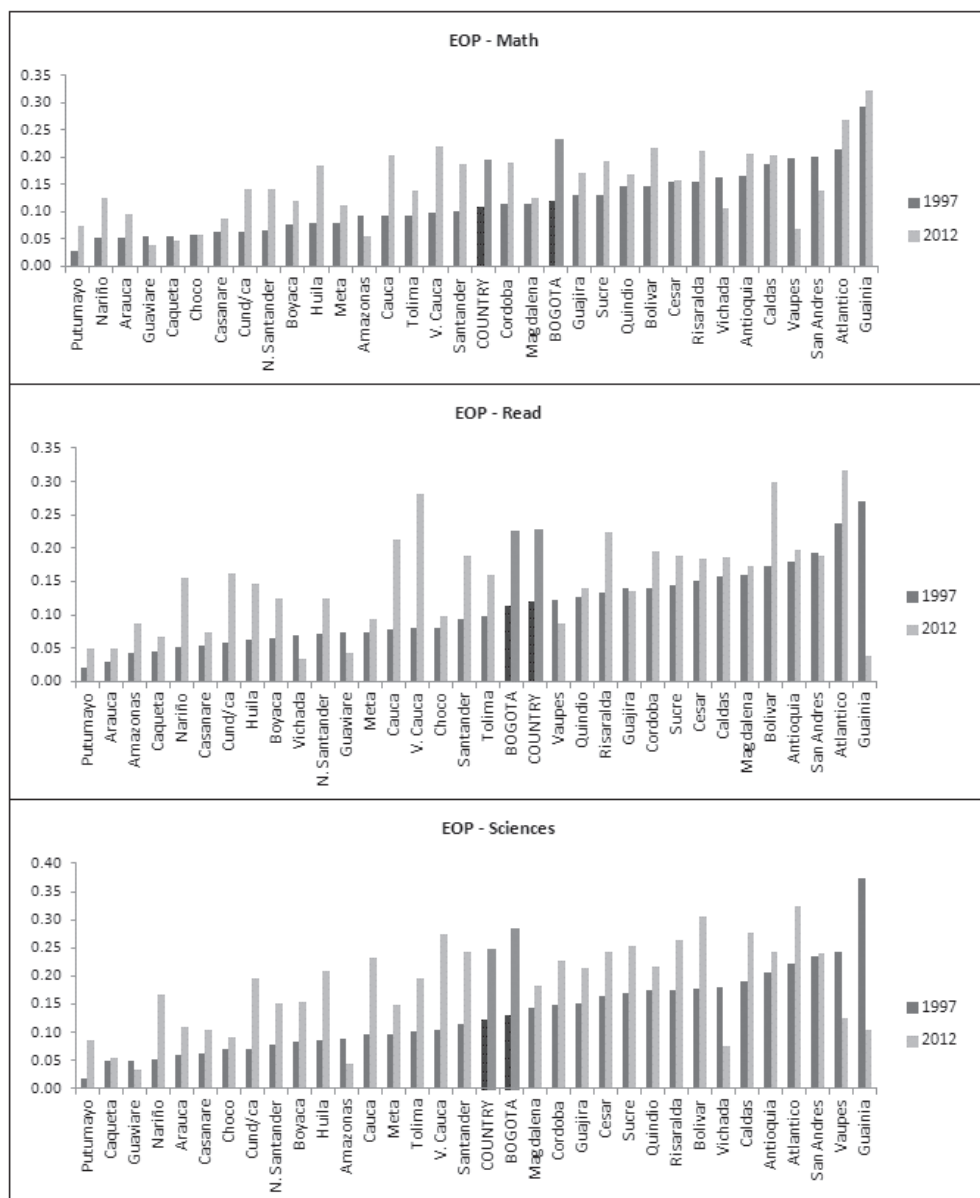 EOP - Math
0.35
0.30
0.25
0.20
0.15
0.10
0.05
0.00
Putumayo
Nariño
Arauca
Guaviare
Caqueta
Choco
Casanare
Cund/ca
N. Santander
Boyaca
Huila
Meta
Amazonas
Cauca
Tolima
V. Cauca
Santander
COUNTRY
Cordoba
Magdalena
BOGOTA
Guajira
Sucre
Quindio
Bolivar
Cesar
Risaralda
Vichada
Antioquia
Caldas
Vaupes
San Andres
Atlantico
Guainia
1997
2012
EOP - Read
0.35
0.30
0.25
0.20
0.15
0.10
0.05
0.00
Putumayo
Arauca
Amazonas
Caqueta
Nariño
Casanare
Cund/ca
Huila
Boyaca
Vichada
N. Santander
Guaviare
Meta
Cauca
V. Cauca
Choco
Santander
Tolima
BOGOTA
COUNTRY
Vaupes
Quindio
Risaralda
Guajira
Cordoba
Sucre
Cesar
Caldas
Magdalena
Bolivar
Antioquia
San Andres
Atlantico
Guainia
1997
2012
EOP - Sciences
0.40
0.35
0.30
0.25
0.20
0.15
0.10
0.05
0.00
Putumayo
Caqueta
Guaviare
Nariño
Arauca
Casanare
Choco
Cund/ca
N. Santander
Boyaca
Huila
Amazonas
Cauca
Meta
Tolima
V. Cauca
Santander
COUNTRY
BOGOTA
Magdalena
Cordoba
Guajira
Cesar
Sucre
Quindio
Risaralda
Bolivar
Vichada
Caldas
Antioquia
Atlantico
San Andres
Vaupes
Guainia
1997
2012